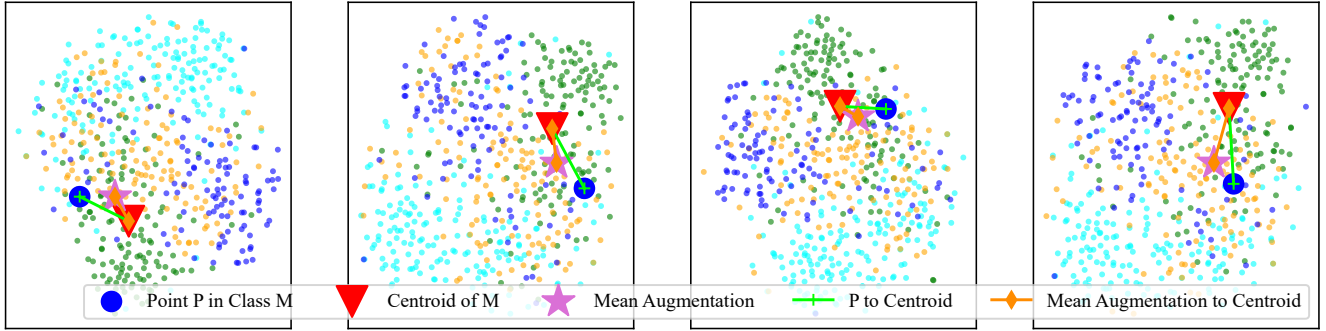 Point P in Class M Centroid of M Mean Augmentation P to Centroid Mean Augmentation to Centroid